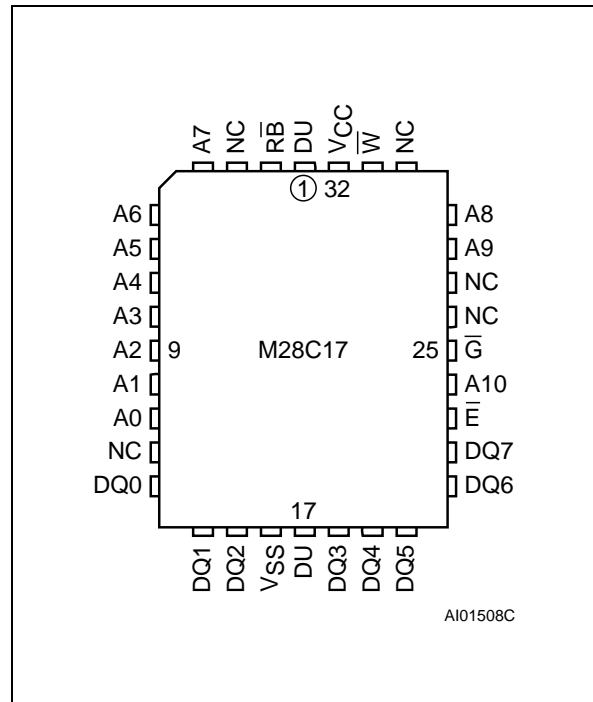 A7 NC R̅B̅ DU VCC W̅ NC
1 32
A6 A8
A5 A9
A4 NC
A3 NC
A2 9 M28C17 25 G̅
A1 A10
A0 E̅
NC DQ7
DQ0 DQ6
17
DQ1 DQ2 VSS DU DQ3 DQ4 DQ5
AI01508C